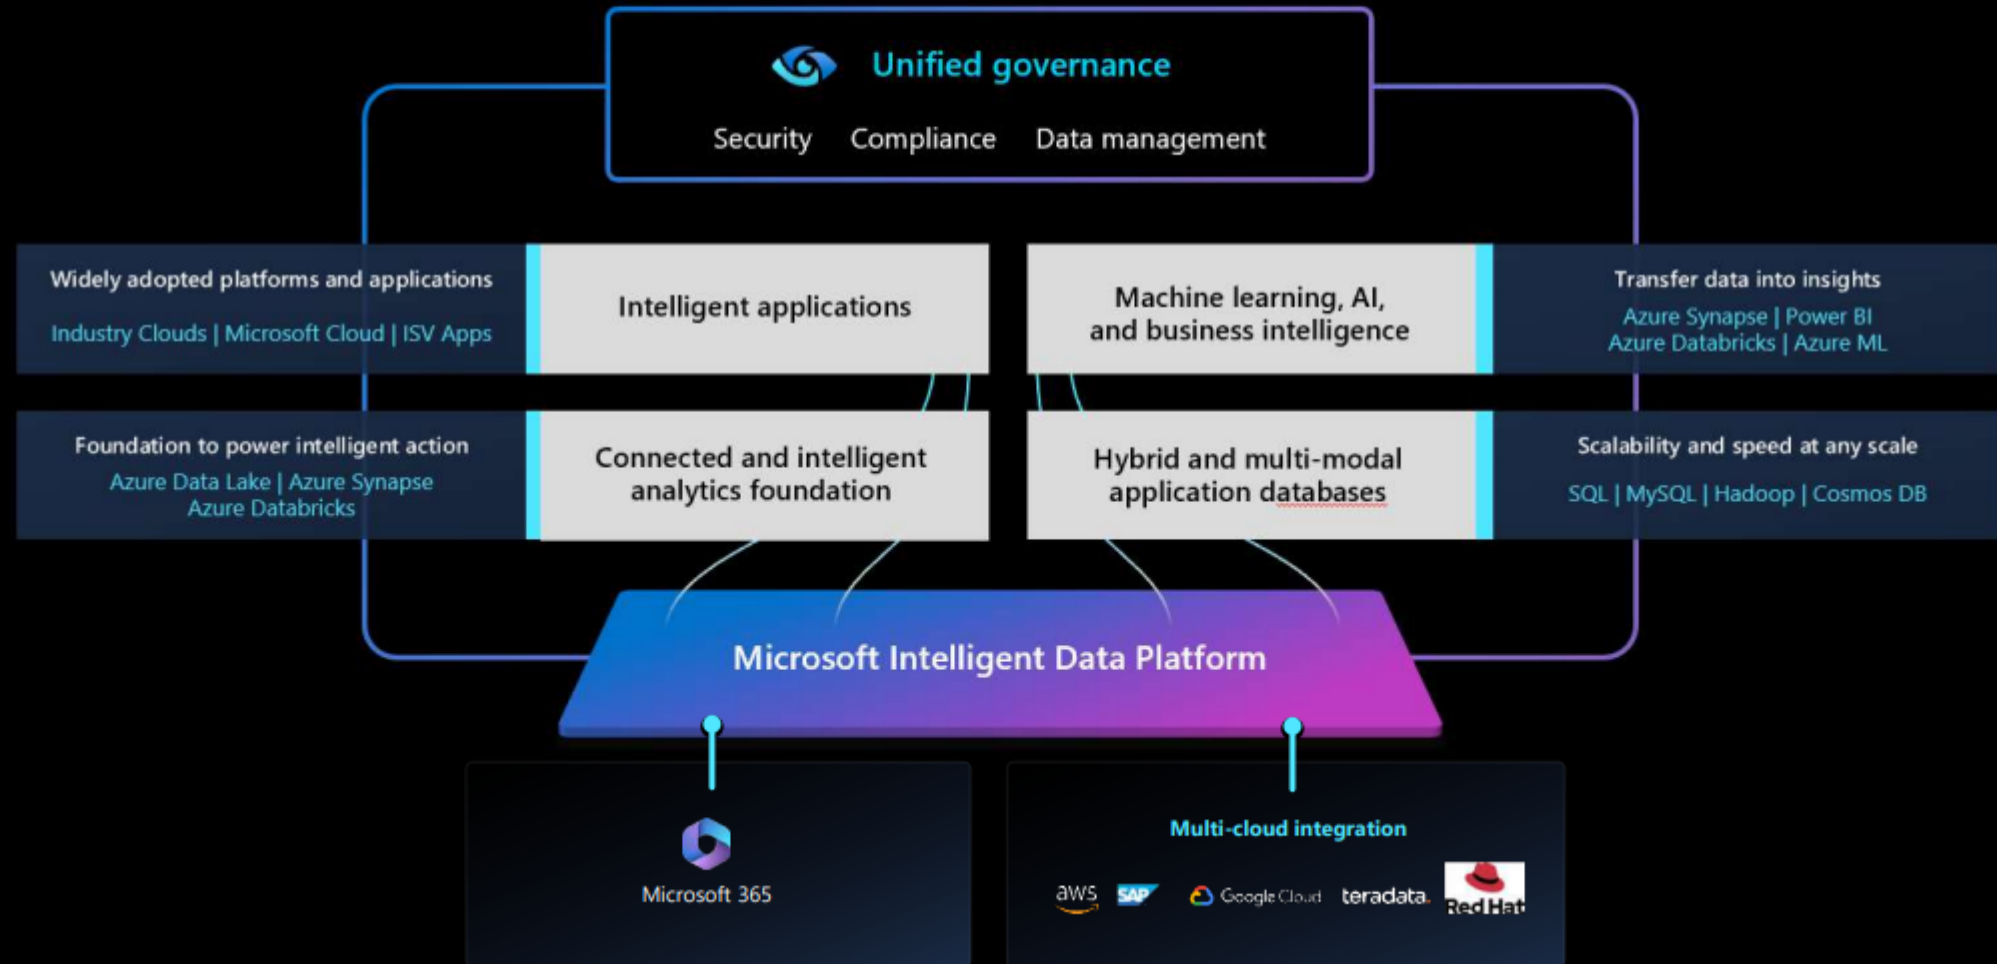 Unified governance
Security Compliance Data management
Widely adopted platforms and applications
Industry Clouds | Microsoft Cloud | ISV Apps
Intelligent applications
Machine learning, AI,
and business intelligence
Transfer data into insights
Azure Synapse | Power BI
Azure Databricks | Azure ML
Foundation to power intelligent action
Azure Data Lake | Azure Synapse
Azure Databricks
Connected and intelligent
analytics foundation
Hybrid and multi-modal
application databases
Scalability and speed at any scale
SQL | MySQL | Hadoop | Cosmos DB
Microsoft Intelligent Data Platform
Microsoft 365
Multi-cloud integration
aws SAP Google Cloud teradata. Red Hat